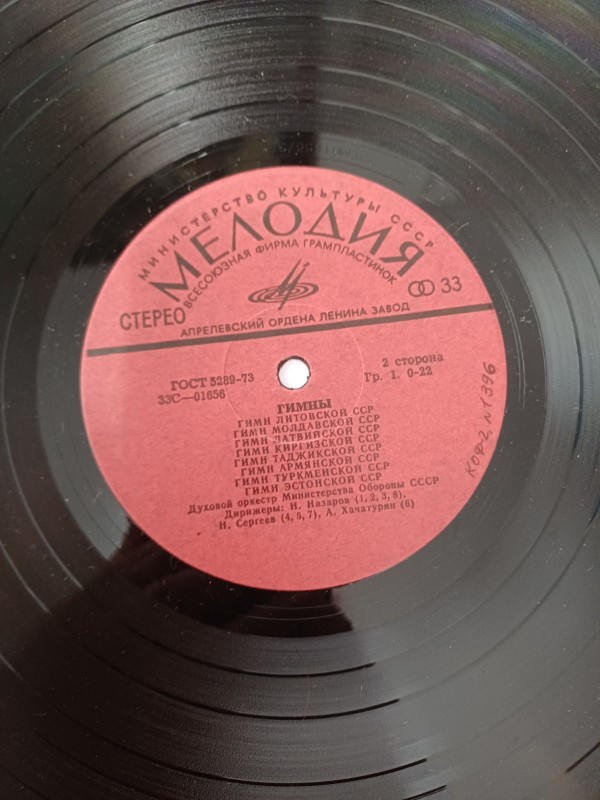 МИНИСТЕРСТВО КУЛЬТУРЫ СССР
МЕЛОДИЯ
ВСЕСОЮЗНАЯ ФИРМА ГРАМПЛАСТИНОК
СТЕРЕО
33
АПРЕЛЕВСКИЙ ОРДЕНА ЛЕНИНА ЗАВОД
ГОСТ 5289-73
33С—01656
2 сторона
Гр. 1. 0-22
ГИМНЫ
ГИМН ЛИТОВСКОЙ ССР
ГИМН МОЛДАВСКОЙ ССР
ГИМН ЛАТВИЙСКОЙ ССР
ГИМН КИРГИЗСКОЙ ССР
ГИМН ТАДЖИКСКОЙ ССР
ГИМН АРМЯНСКОЙ ССР
ГИМН ТУРКМЕНСКОЙ ССР
ГИМН ЭСТОНСКОЙ ССР
Духовой оркестр Министерства Обороны СССР
Дирижеры: Н. Назаров (1, 2, 3, 8),
Н. Сергеев (4, 5, 7), А. Хачатурян (6)
№1396